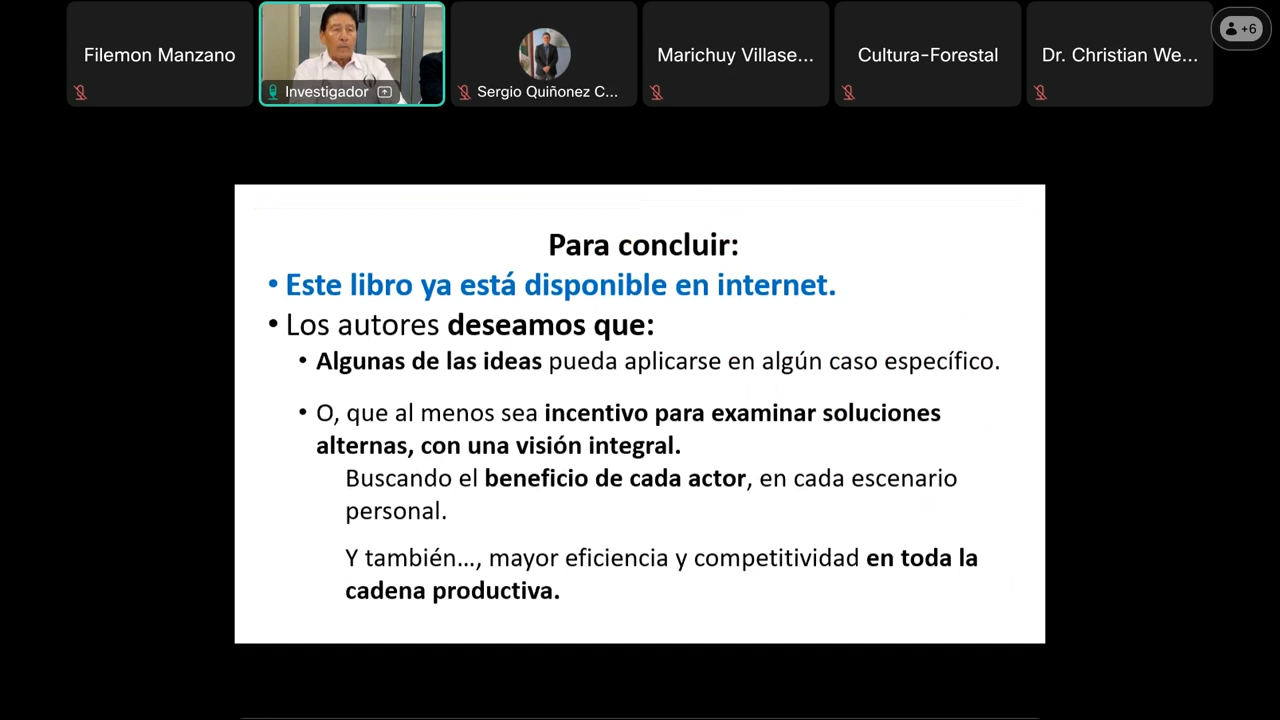 Filemon Manzano
Investigador
Sergio Quiñonez C...
Marichuy Villase...
Cultura-Forestal
Dr. Christian We...
+6
Para concluir:
• Este libro ya está disponible en internet.
• Los autores deseamos que:
• Algunas de las ideas pueda aplicarse en algún caso específico.
• O, que al menos sea incentivo para examinar soluciones
alternas, con una visión integral.
Buscando el beneficio de cada actor, en cada escenario
personal.
Y también…, mayor eficiencia y competitividad en toda la
cadena productiva.